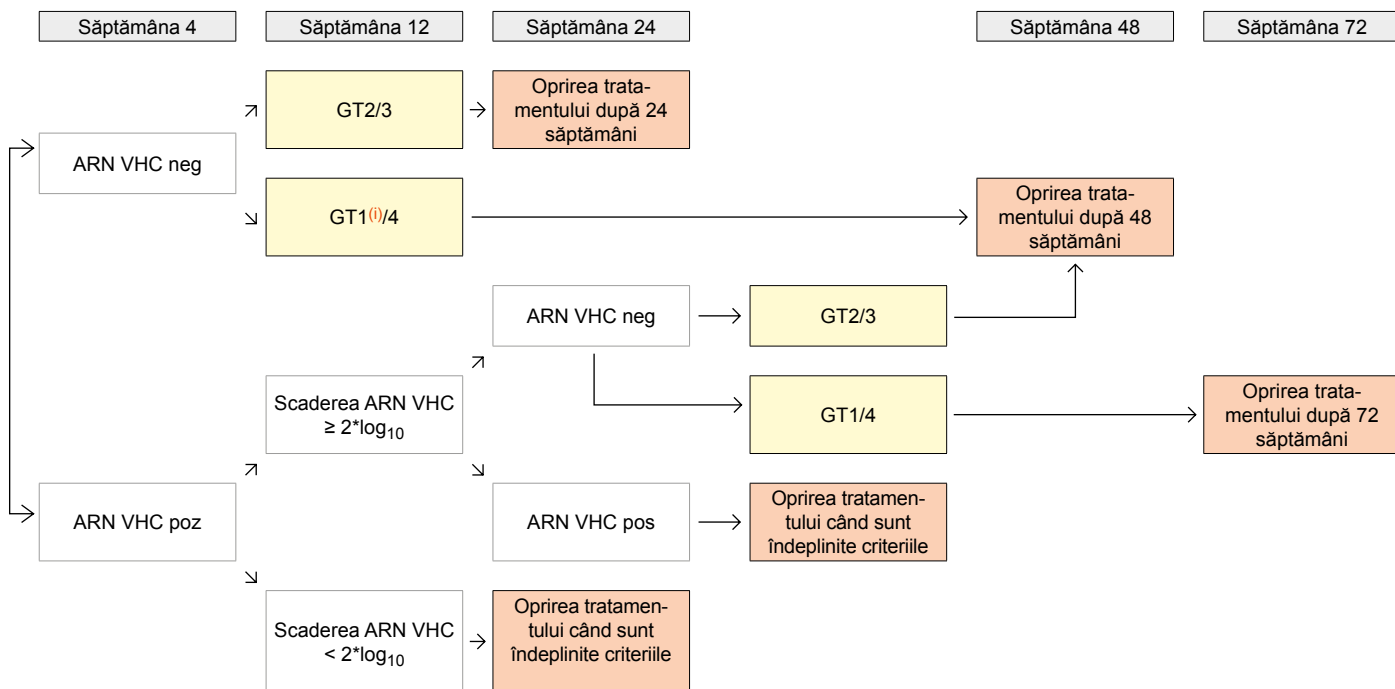 Săptămâna 4
Săptămâna 12
Săptămâna 24
Săptămâna 48
Săptămâna 72
ARN VHC neg
GT2/3
Oprirea trata-
mentului după 24
săptămâni
GT1(i)/4
Oprirea trata-
mentului după 48
săptămâni
ARN VHC neg
GT2/3
Scaderea ARN VHC
≥ 2*log10
GT1/4
Oprirea trata-
mentului după 72
săptămâni
ARN VHC poz
ARN VHC pos
Oprirea tratamen-
tului când sunt
îndeplinite criteriile
Scaderea ARN VHC
< 2*log10
Oprirea tratamen-
tului când sunt
îndeplinite criteriile